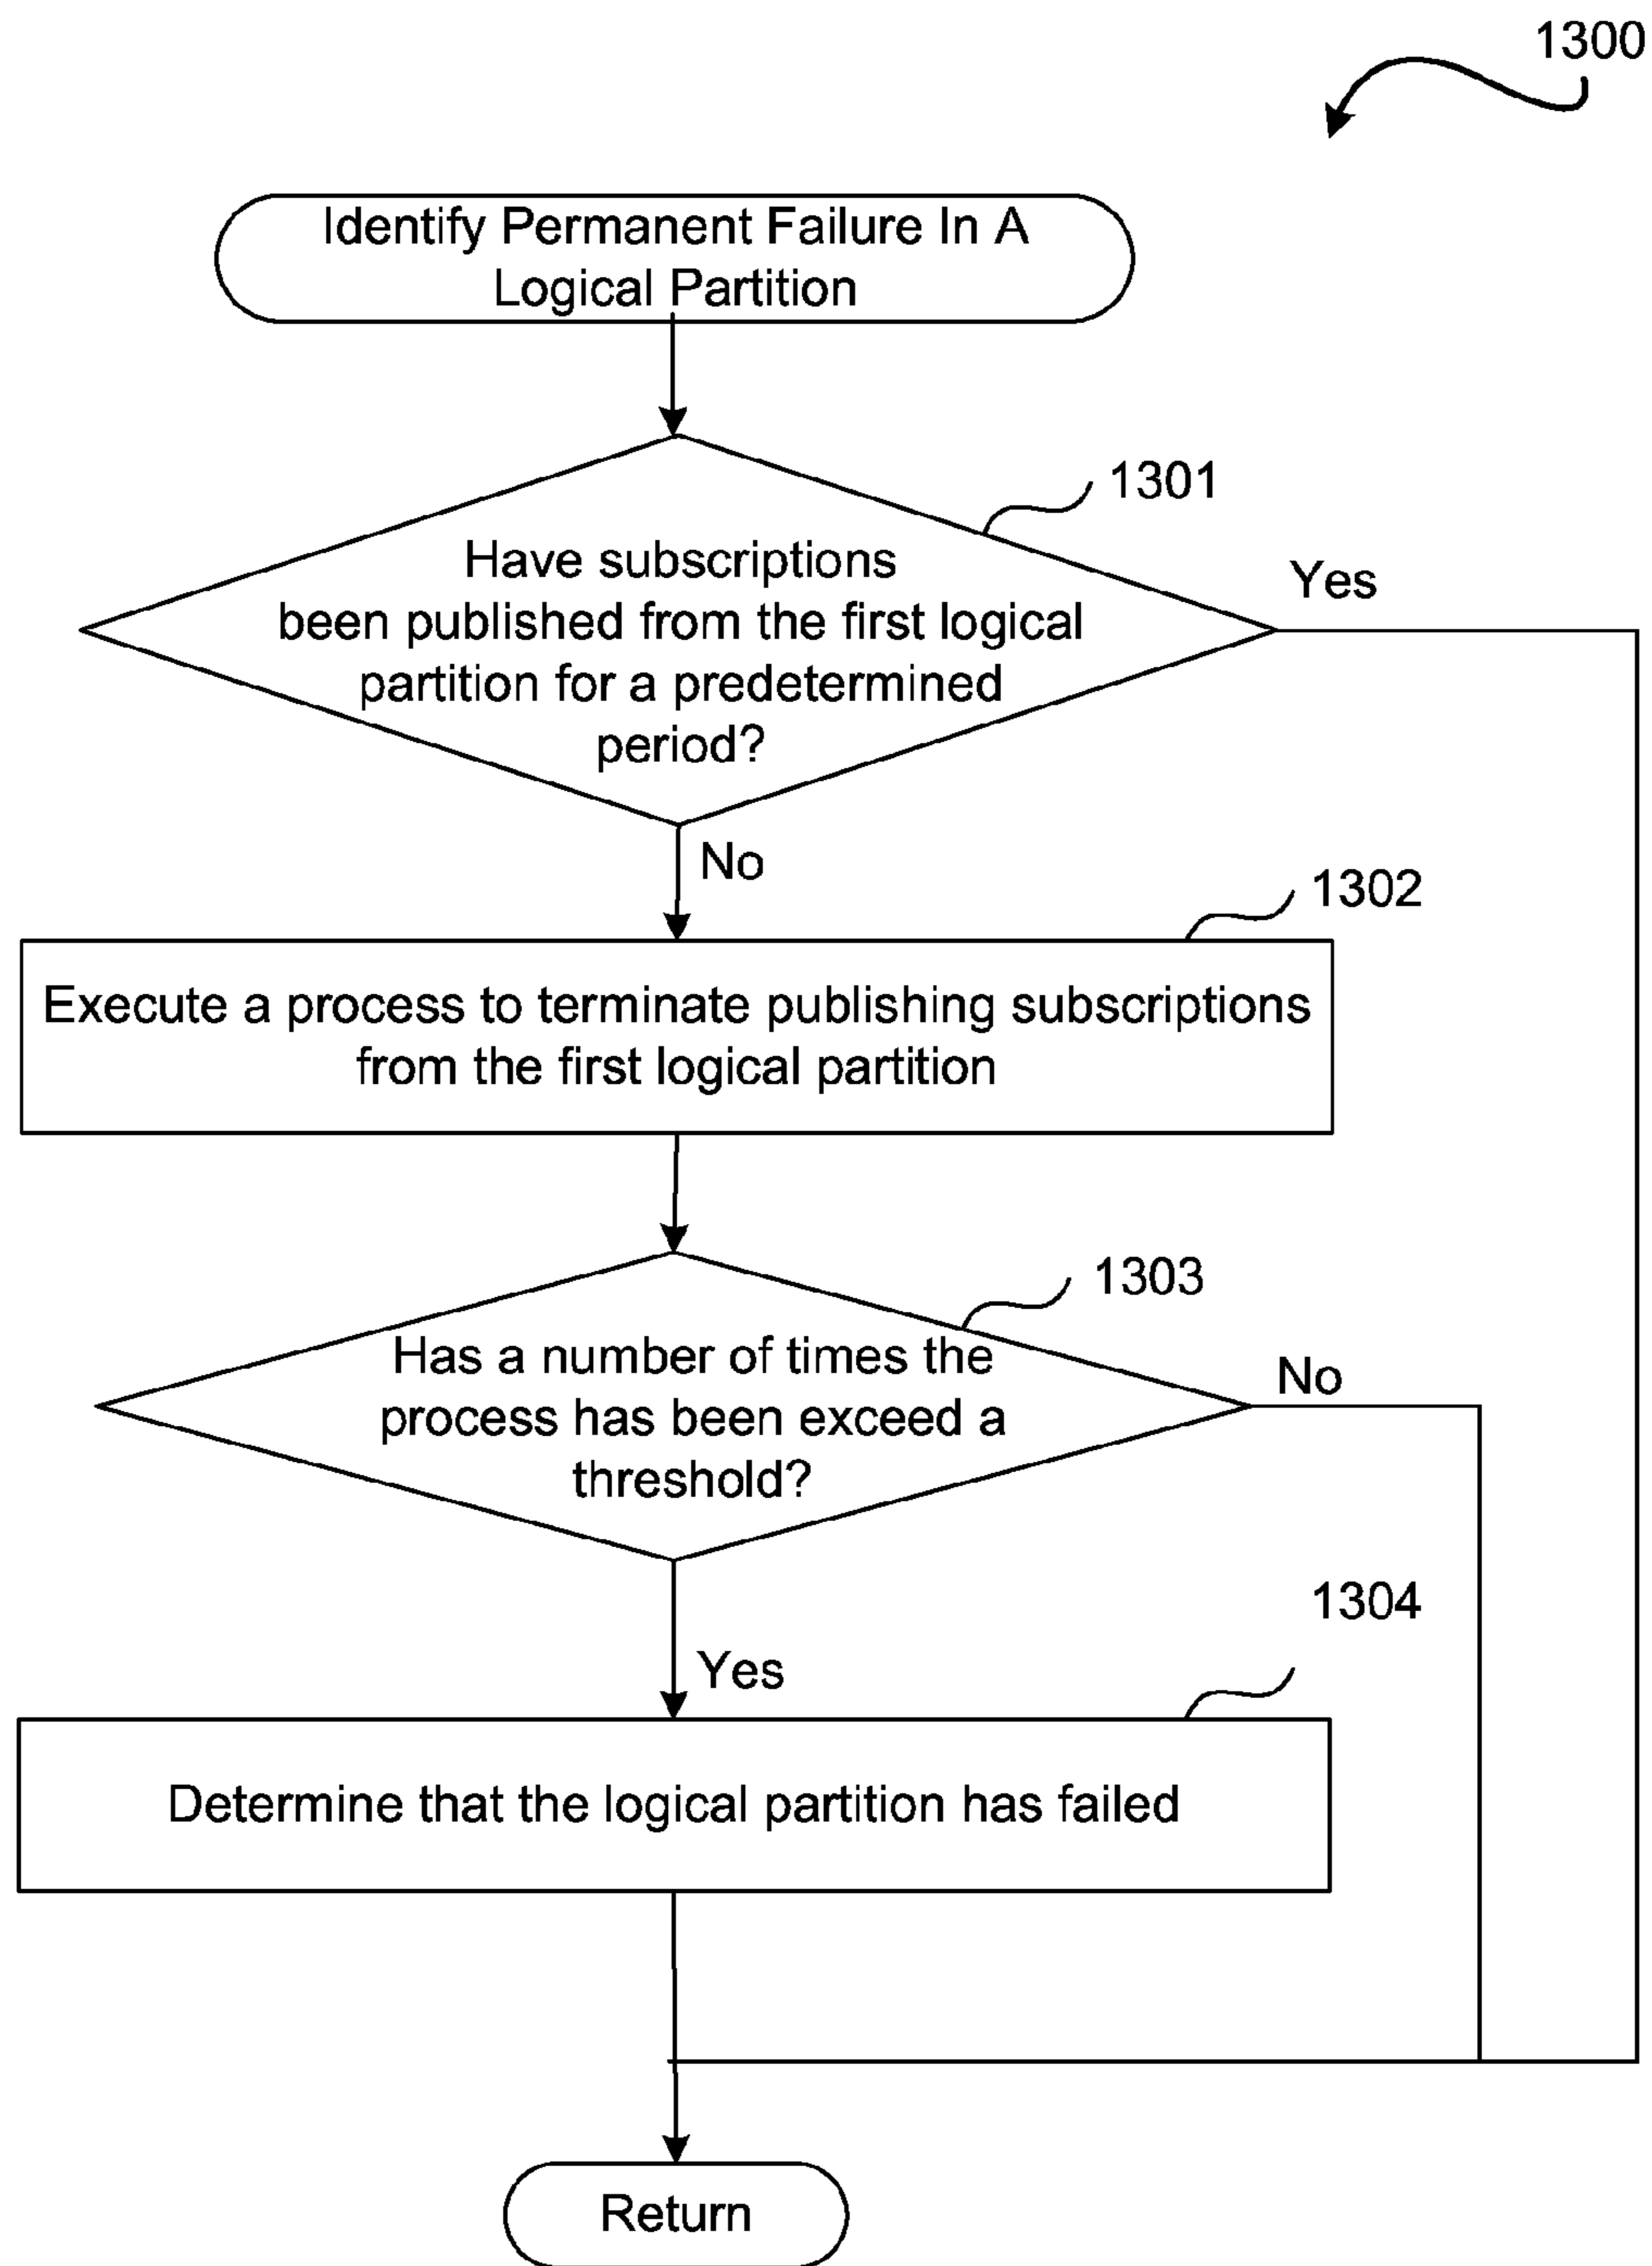 1300
Identify Permanent Failure In A
Logical Partition
1301
Have subscriptions
been published from the first logical
partition for a predetermined
period?
Yes
No
1302
Execute a process to terminate publishing subscriptions
from the first logical partition
1303
Has a number of times the
process has been exceed a
threshold?
No
Yes
1304
Determine that the logical partition has failed
Return